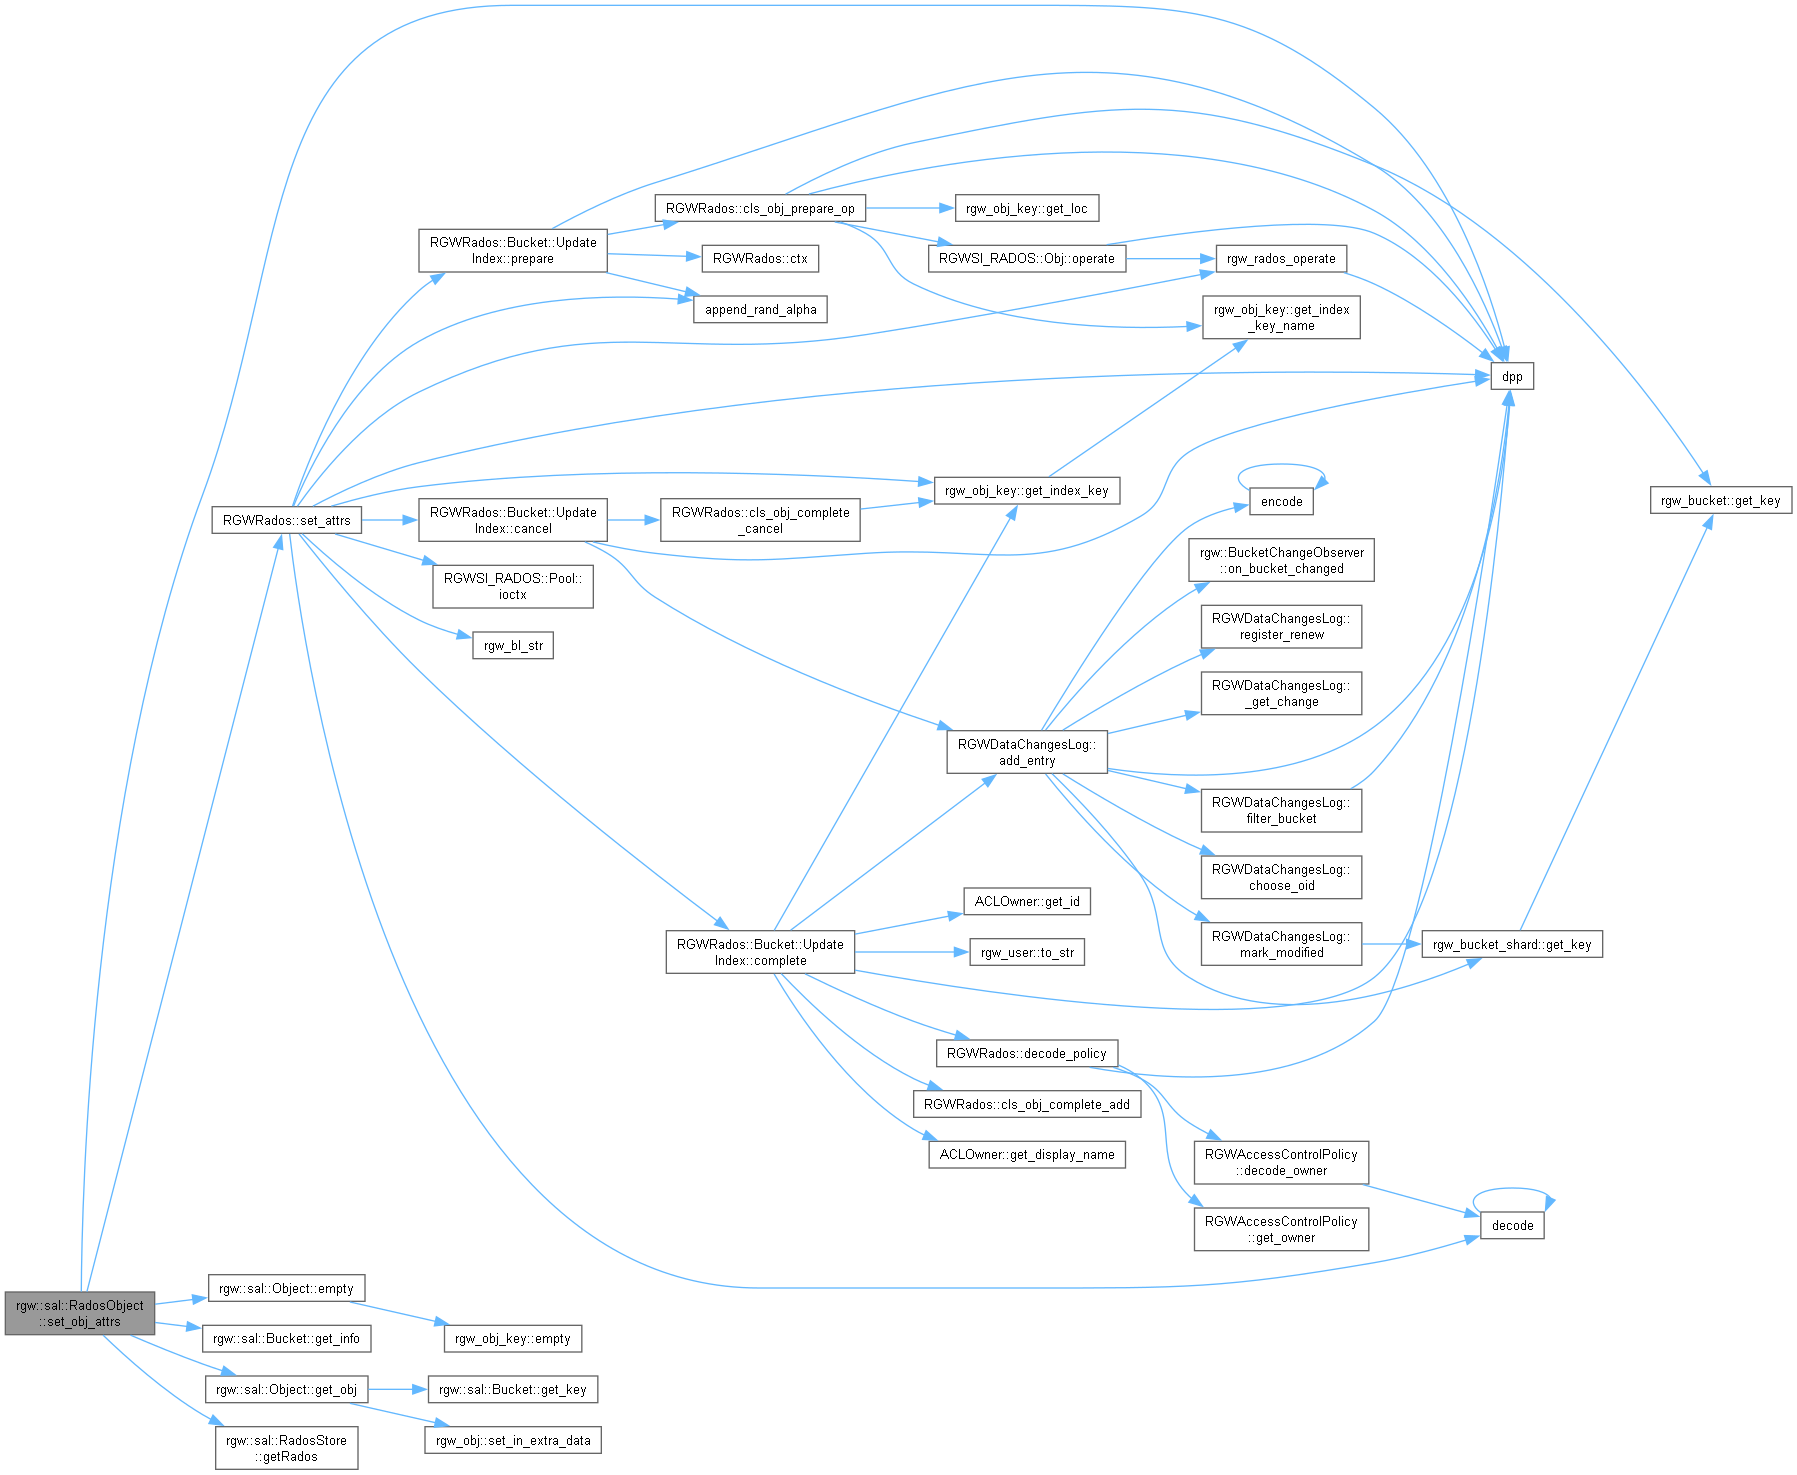 RGWRados::cls_obj_prepare_op
rgw_obj_key::get_loc
RGWRados::Bucket::Update
Index::prepare
RGWRados::ctx
RGWSI_RADOS::Obj::operate
rgw_rados_operate
append_rand_alpha
rgw_obj_key::get_index
_key_name
dpp
rgw_obj_key::get_index_key
encode
rgw_bucket::get_key
RGWRados::set_attrs
RGWRados::Bucket::Update
Index::cancel
RGWRados::cls_obj_complete
_cancel
rgw::BucketChangeObserver
::on_bucket_changed
RGWSI_RADOS::Pool::
ioctx
RGWDataChangesLog::
register_renew
rgw_bl_str
RGWDataChangesLog::
_get_change
RGWDataChangesLog::
add_entry
RGWDataChangesLog::
filter_bucket
RGWDataChangesLog::
choose_oid
ACLOwner::get_id
RGWRados::Bucket::Update
Index::complete
rgw_user::to_str
RGWDataChangesLog::
mark_modified
rgw_bucket_shard::get_key
RGWRados::decode_policy
RGWRados::cls_obj_complete_add
ACLOwner::get_display_name
RGWAccessControlPolicy
::decode_owner
RGWAccessControlPolicy
::get_owner
decode
rgw::sal::RadosObject
::set_obj_attrs
rgw::sal::Object::empty
rgw::sal::Bucket::get_info
rgw_obj_key::empty
rgw::sal::Object::get_obj
rgw::sal::Bucket::get_key
rgw::sal::RadosStore
::getRados
rgw_obj::set_in_extra_data